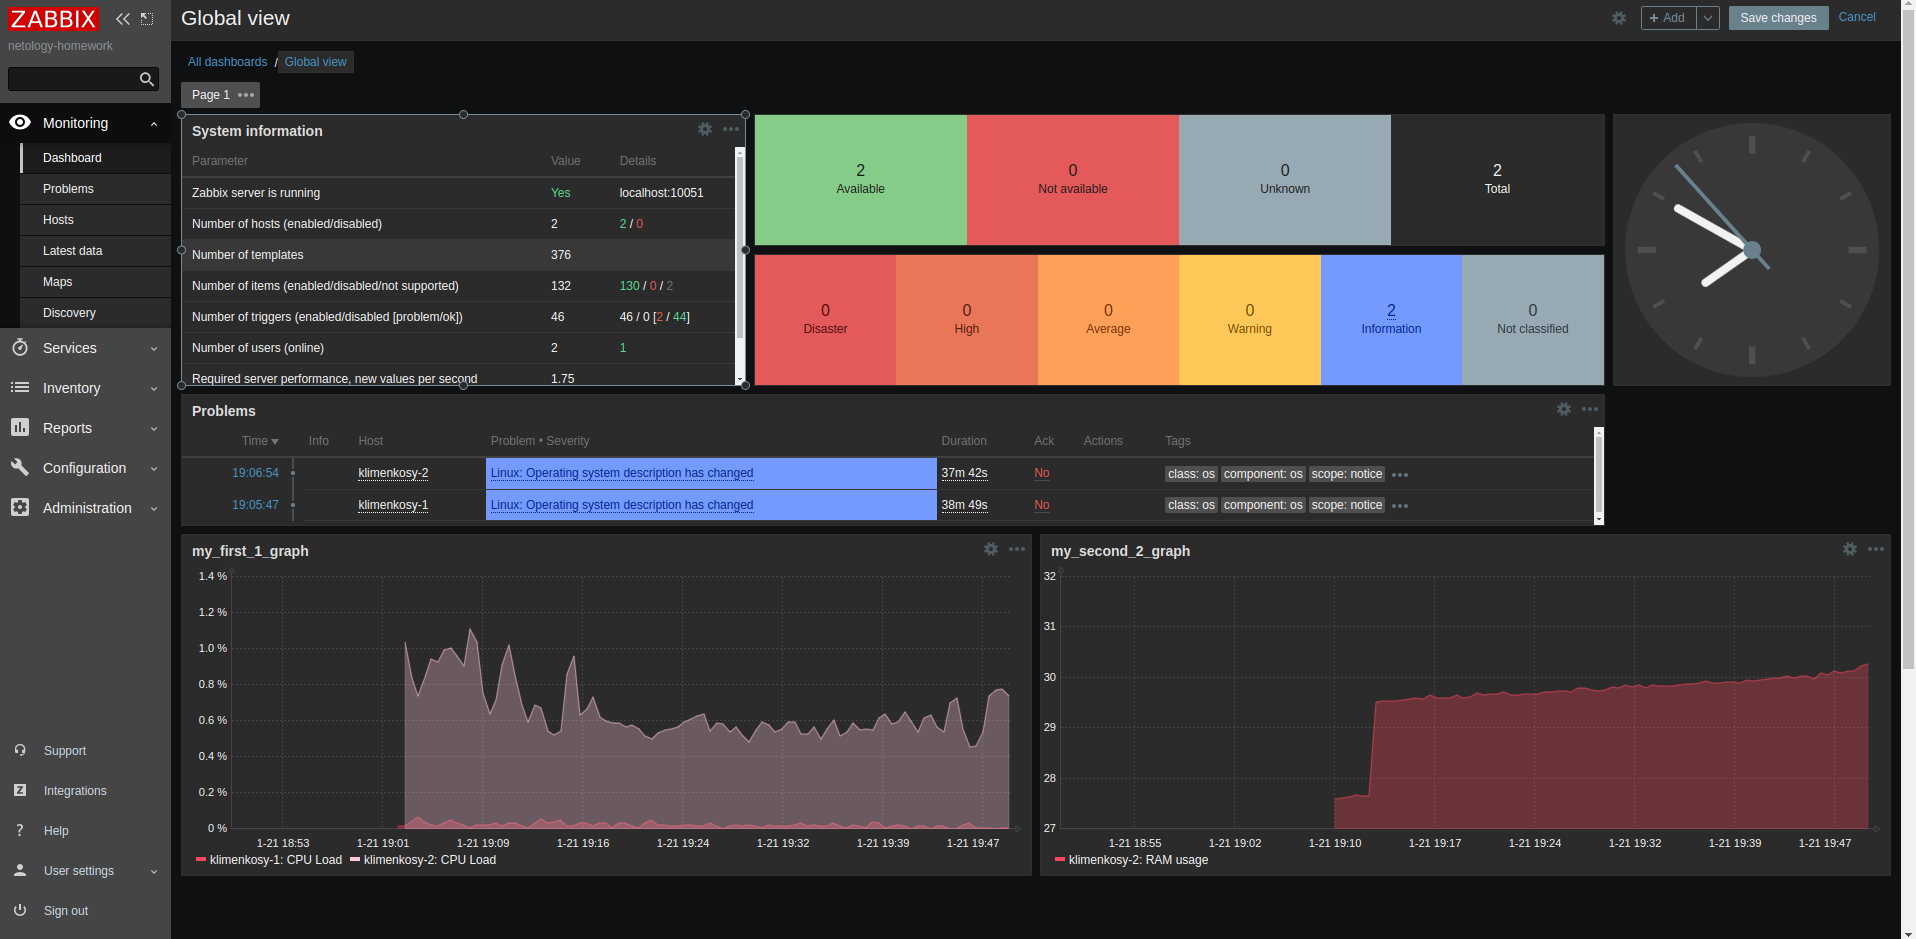 ZABBIX
netology-homework
Monitoring
Dashboard
Problems
Hosts
Latest data
Maps
Discovery
Services
Inventory
Reports
Configuration
Administration
Support
Integrations
Help
User settings
Sign out
Global view
Add
Save changes
Cancel
All dashboards / Global view
Page 1
System information
Parameter Value Details
Zabbix server is running Yes localhost:10051
Number of hosts (enabled/disabled) 2 2 / 0
Number of templates 376
Number of items (enabled/disabled/not supported) 132 130 / 0 / 2
Number of triggers (enabled/disabled [problem/ok]) 46 46 / 0 [2 / 44]
Number of users (online) 2 1
Required server performance, new values per second 1.75
2 0 0 2
Available Not available Unknown Total
0 0 0 0 2 0
Disaster High Average Warning Information Not classified
Problems
Time Info Host Problem • Severity Duration Ack Actions Tags
19:06:54 klimenkosy-2 Linux: Operating system description has changed 37m 42s No class: os component: os scope: notice
19:05:47 klimenkosy-1 Linux: Operating system description has changed 38m 49s No class: os component: os scope: notice
my_first_1_graph
1.4 %
1.2 %
1.0 %
0.8 %
0.6 %
0.4 %
0.2 %
0 %
1-21 18:53 1-21 19:01 1-21 19:09 1-21 19:16 1-21 19:24 1-21 19:32 1-21 19:39 1-21 19:47
klimenkosy-1: CPU Load klimenkosy-2: CPU Load
my_second_2_graph
32
31
30
29
28
27
1-21 18:55 1-21 19:02 1-21 19:10 1-21 19:17 1-21 19:24 1-21 19:32 1-21 19:39 1-21 19:47
klimenkosy-2: RAM usage